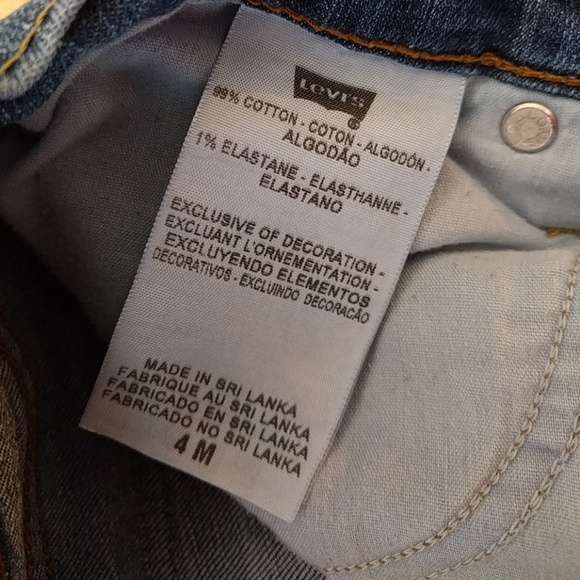 LEVI'S
®
99% COTTON - COTON - ALGODÓN -
ALGODÃO
1% ELASTANE - ELASTHANNE -
ELASTANO
EXCLUSIVE OF DECORATION -
EXCLUANT L'ORNEMENTATION -
EXCLUYENDO ELEMENTOS
DECORATIVOS - EXCLUINDO DECORAÇÃO
MADE IN SRI LANKA
FABRIQUE AU SRI LANKA
FABRICADO EN SRI LANKA
FABRICADO NO SRI LANKA
4 M